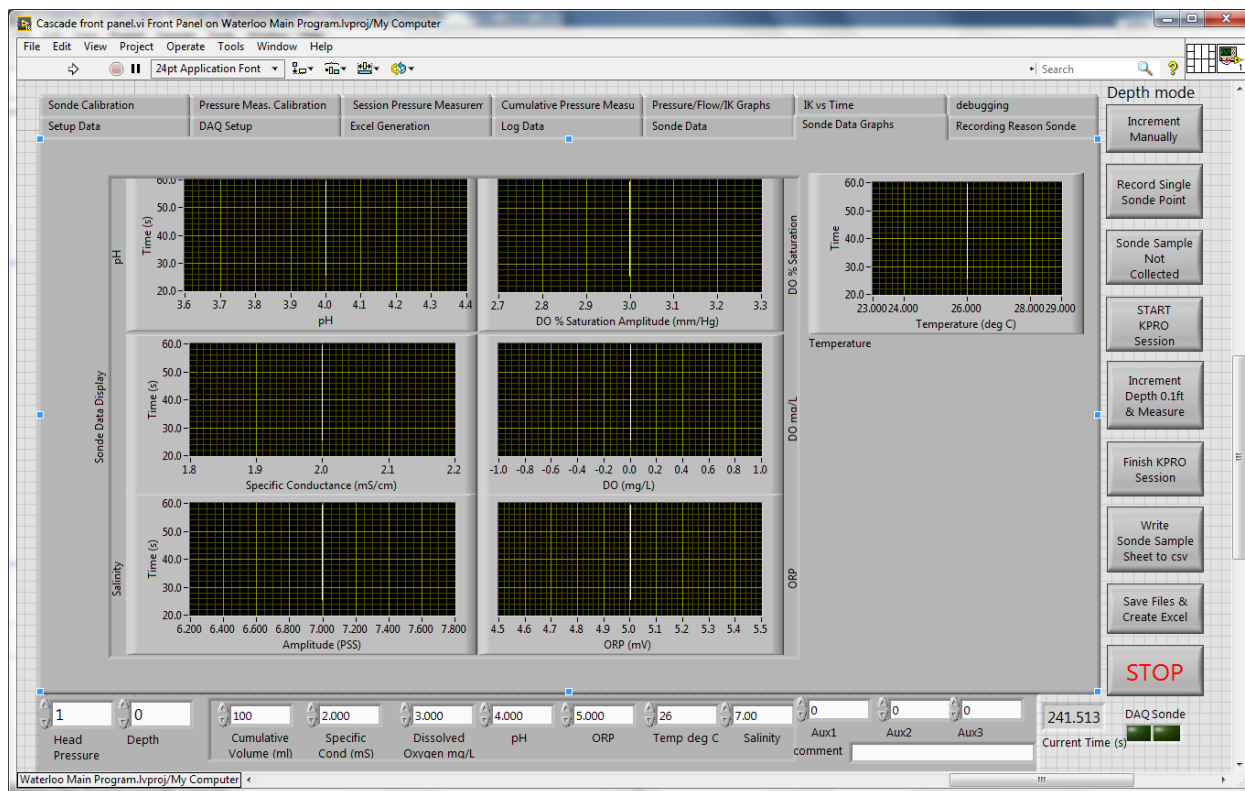 Cascade front panel.vi Front Panel on Waterloo Main Program.lvproj/My Computer
File Edit View Project Operate Tools Window Help
24pt Application Font
Search
1
Sonde Calibration
Pressure Meas. Calibration
Session Pressure Measurem
Cumulative Pressure Measu
Pressure/Flow/IK Graphs
IK vs Time
debugging
Setup Data
DAQ Setup
Excel Generation
Log Data
Sonde Data
Sonde Data Graphs
Recording Reason Sonde
Sonde Data Display
pH
Time (s)
60.0
50.0
40.0
30.0
20.0
3.6 3.7 3.8 3.9 4.0 4.1 4.2 4.3 4.4
pH
2.7 2.8 2.9 3.0 3.1 3.2 3.3
DO % Saturation Amplitude (mm/Hg)
DO % Saturation
Time
60.0
50.0
40.0
30.0
20.0
23.000 24.000 26.000 28.000 29.000
Temperature (deg C)
Temperature
Time (s)
60.0
50.0
40.0
30.0
20.0
1.8 1.9 2.0 2.1 2.2
Specific Conductance (mS/cm)
-1.0 -0.8 -0.6 -0.4 -0.2 0.0 0.2 0.4 0.6 0.8 1.0
DO (mg/L)
DO mg/L
Salinity
Time (s)
60.0
50.0
40.0
30.0
20.0
6.200 6.400 6.600 6.800 7.000 7.200 7.400 7.600 7.800
Amplitude (PSS)
4.5 4.6 4.7 4.8 4.9 5.0 5.1 5.2 5.3 5.4 5.5
ORP (mV)
ORP
Depth mode
Increment
Manually
Record Single
Sonde Point
Sonde Sample
Not
Collected
START
KPRO
Session
Increment
Depth 0.1ft
& Measure
Finish KPRO
Session
Write
Sonde Sample
Sheet to csv
Save Files &
Create Excel
STOP
DAQ Sonde
1
Head
Pressure
0
Depth
100
Cumulative
Volume (ml)
2.000
Specific
Cond (mS)
3.000
Dissolved
Oxygen mg/L
4.000
pH
5.000
ORP
26
Temp deg C
7.00
Salinity
0
Aux1
0
Aux2
0
Aux3
comment
241.513
Current Time (s)
Waterloo Main Program.lvproj/My Computer